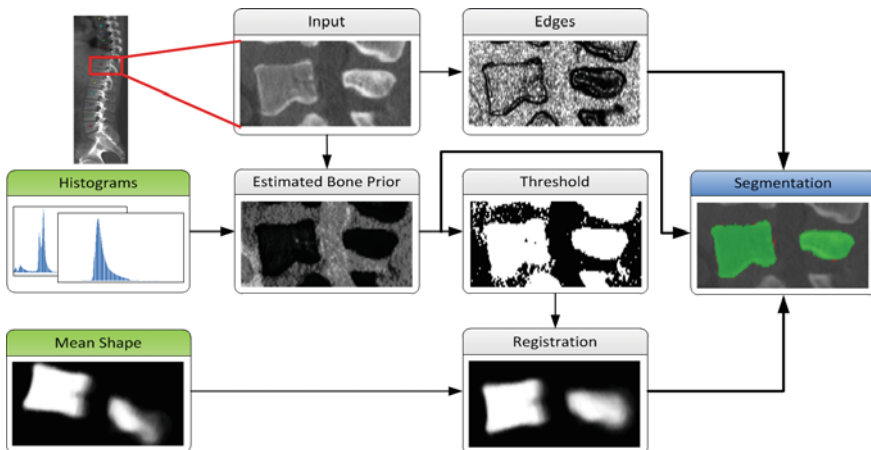 Input
Edges
Histograms
Estimated Bone Prior
Threshold
Segmentation
Mean Shape
Registration